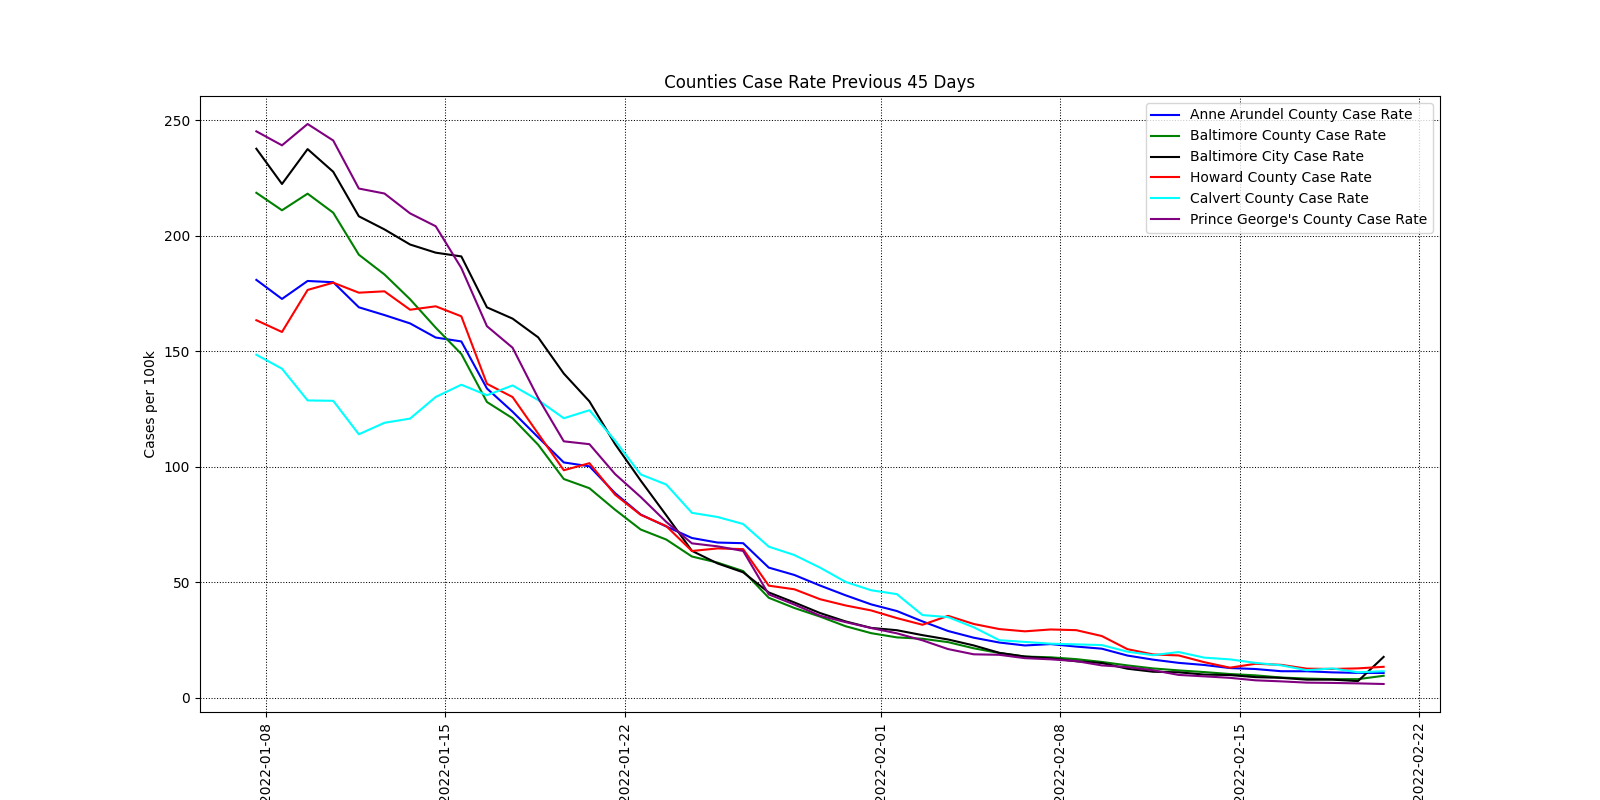 Counties Case Rate Previous 45 Days
Cases per 100k
250
200
150
100
50
0
Anne Arundel County Case Rate
Baltimore County Case Rate
Baltimore City Case Rate
Howard County Case Rate
Calvert County Case Rate
Prince George's County Case Rate
2022-01-08
2022-01-15
2022-01-22
2022-02-01
2022-02-08
2022-02-15
2022-02-22